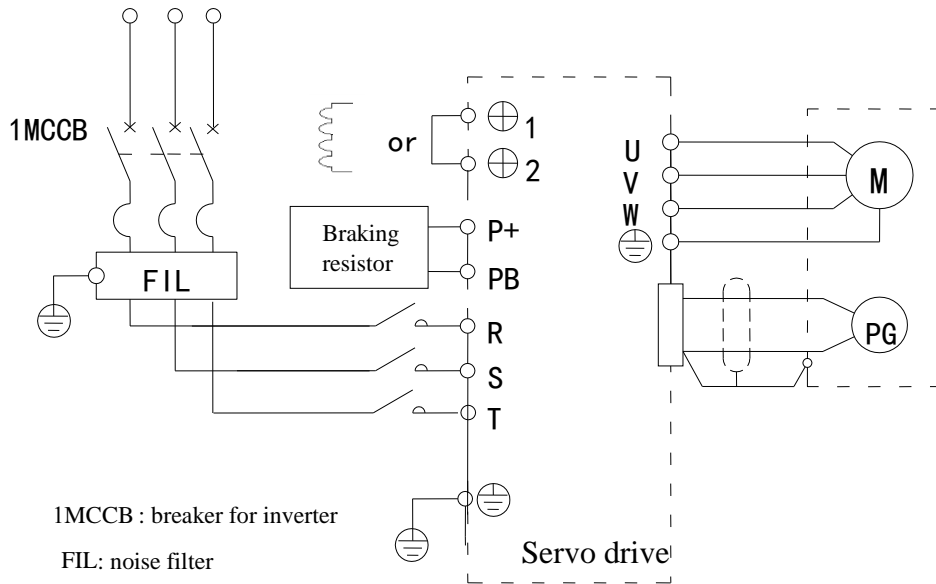 1MCCB
or
1
2
U
V
W
M
Braking
resistor
P+
PB
FIL
R
S
T
PG
1MCCB : breaker for inverter
FIL: noise filter
Servo drive